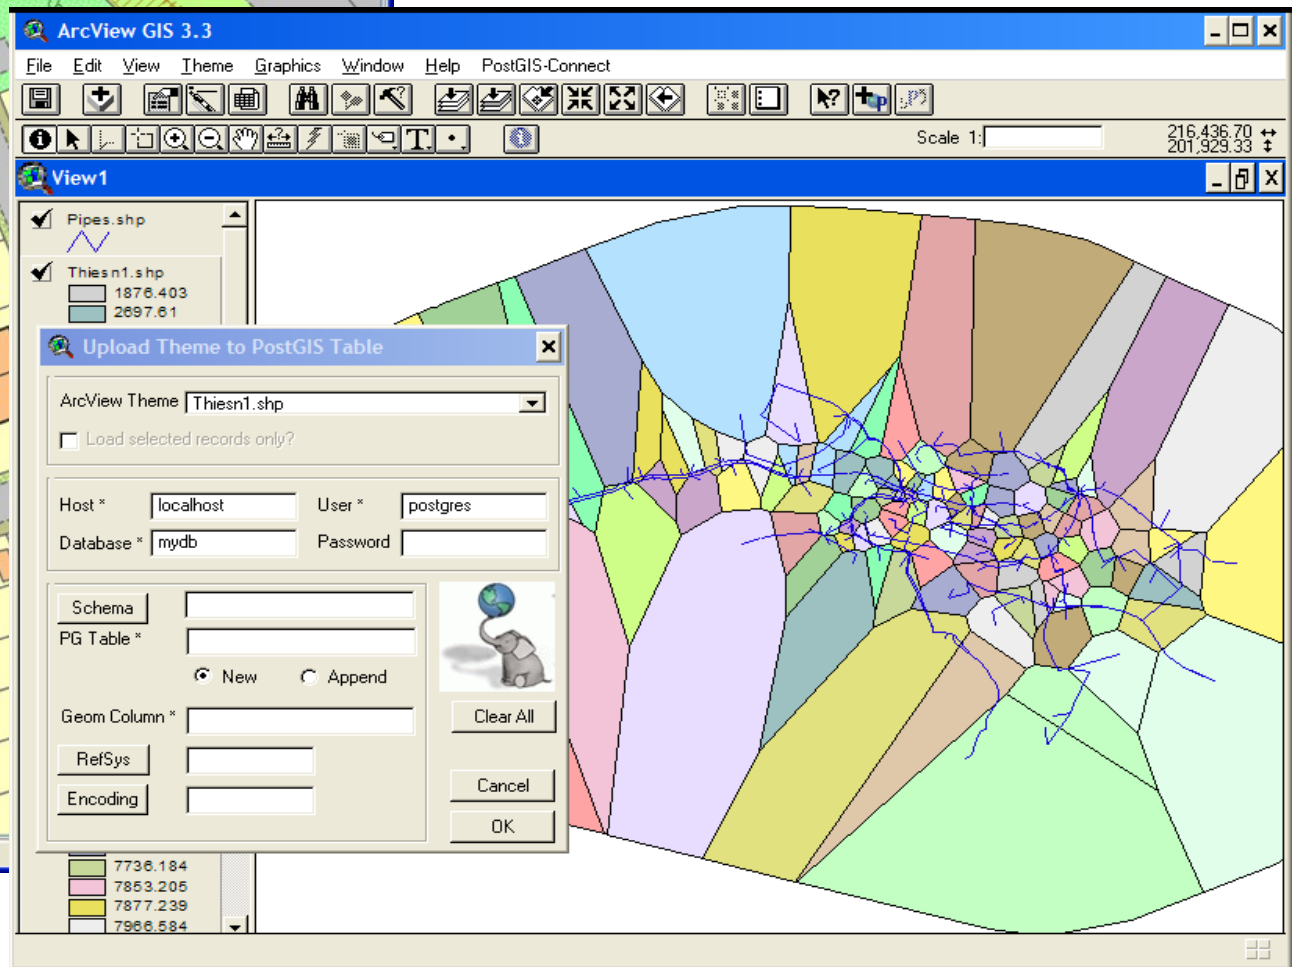 ArcView GIS 3.3
File Edit View Theme Graphics Window Help PostGIS-Connect
Scale 1:
216,436.70
201,929.33
View1
Pipes.shp
Thiesn1.shp
1876.403
2697.61
Upload Theme to PostGIS Table
ArcView Theme Thiesn1.shp
Load selected records only?
Host * localhost User * postgres
Database * mydb Password
Schema
PG Table *
New Append
Geom Column *
Clear All
RefSys
Cancel
Encoding
OK
7736.184
7853.205
7877.239
7966.584